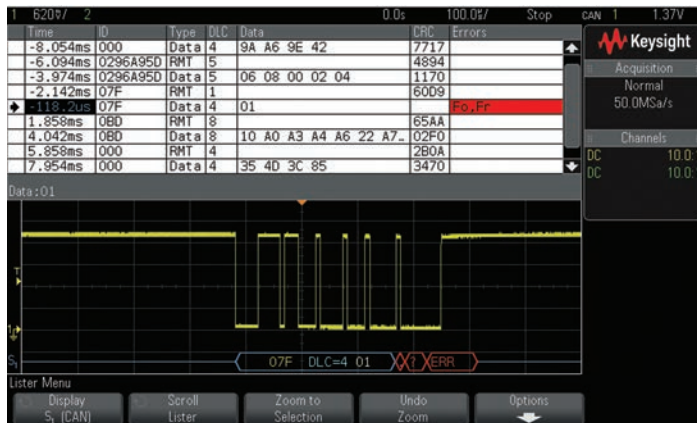 1 620▽/ 2 0.0s 100.0%/ Stop CAN 1 1.37V
Time ID Type DLC Data CRC Errors
-8.054ms 000 Data 4 9A A6 9E 42 7717
-6.094ms 0296A95D RMT 5 4894
-3.974ms 0296A95D Data 5 06 08 00 02 04 1170
-2.142ms 07F RMT 1 60D9
-118.2us 07F Data 4 01 Fo,Fr
1.858ms 0BD RMT 8 65AA
4.042ms 0BD Data 8 10 A0 A3 A4 A6 22 A7… 02F0
5.858ms 000 RMT 4 2B0A
7.954ms 000 Data 4 35 4D 3C 85 3470
Data:01
Keysight
Acquisition
Normal
50.0MSa/s
Channels
DC 10.0:
DC 10.0:
T
S1 07F DLC=4 01 ? ERR
Lister Menu
Display Scroll Zoom to Undo Options
S1 (CAN) Lister Selection Zoom